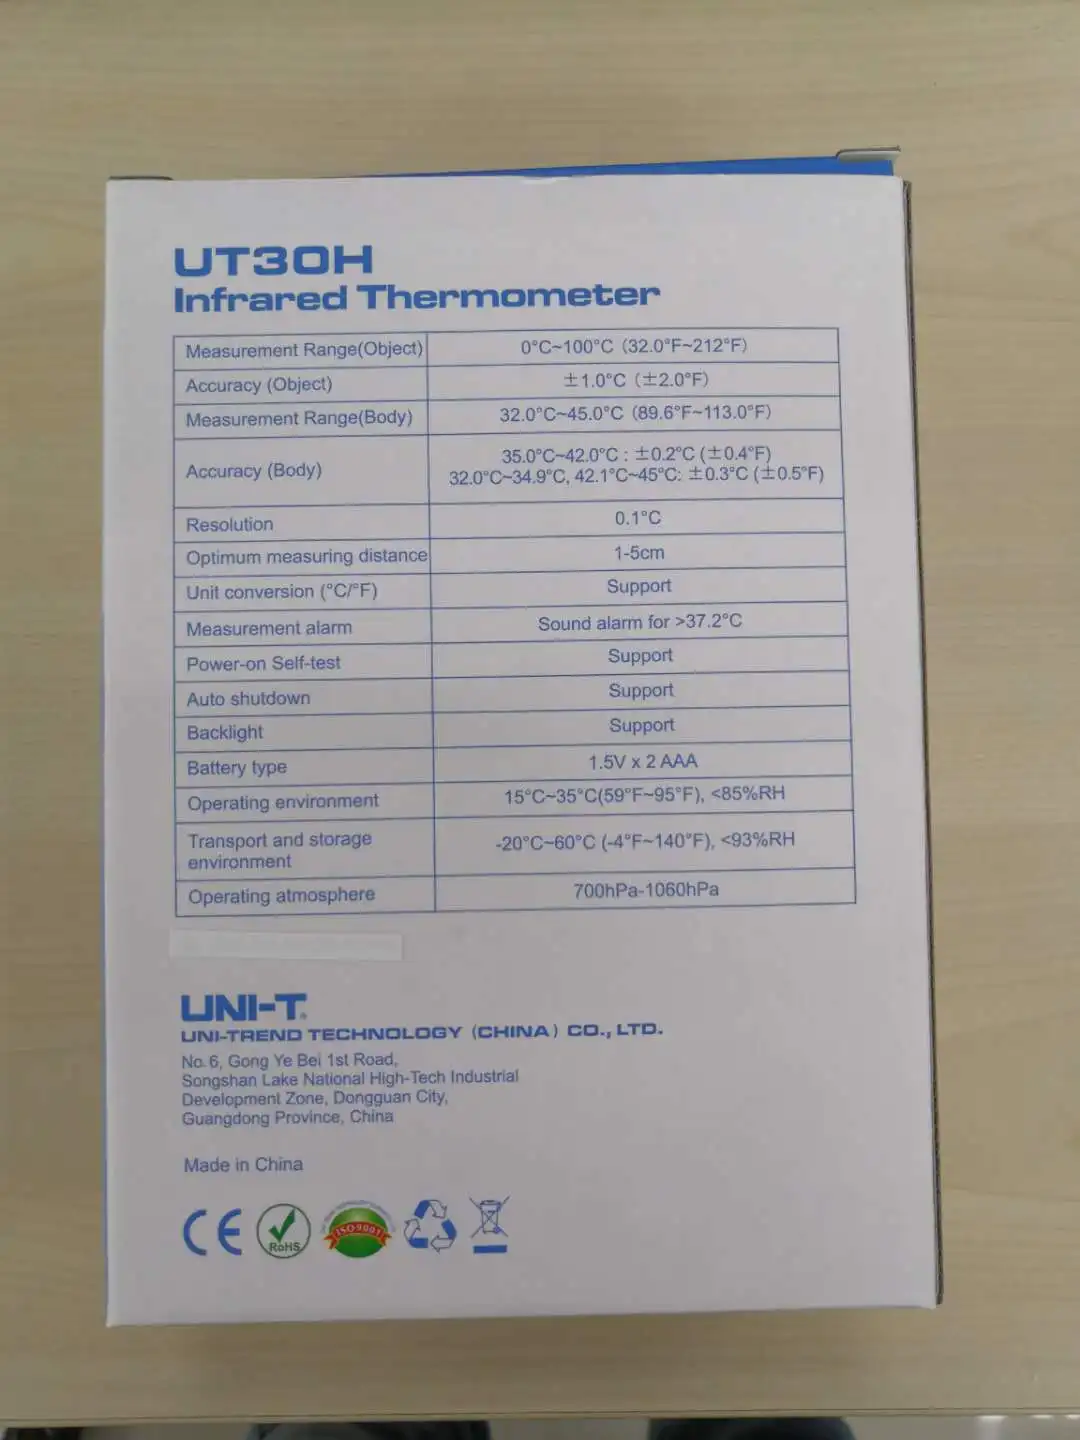 UT30H
Infrared Thermometer
Measurement Range(Object) 0°C~100°C (32.0°F~212°F)
Accuracy (Object) ±1.0°C (±2.0°F)
Measurement Range(Body) 32.0°C~45.0°C (89.6°F~113.0°F)
Accuracy (Body) 35.0°C~42.0°C : ±0.2°C (±0.4°F)
32.0°C~34.9°C, 42.1°C~45°C: ±0.3°C (±0.5°F)
Resolution 0.1°C
Optimum measuring distance 1-5cm
Unit conversion (°C/°F) Support
Measurement alarm Sound alarm for >37.2°C
Power-on Self-test Support
Auto shutdown Support
Backlight Support
Battery type 1.5V x 2 AAA
Operating environment 15°C~35°C(59°F~95°F), <85%RH
Transport and storage
environment -20°C~60°C (-4°F~140°F), <93%RH
Operating atmosphere 700hPa-1060hPa
UNI-T®
UNI-TREND TECHNOLOGY (CHINA) CO., LTD.
No. 6, Gong Ye Bei 1st Road,
Songshan Lake National High-Tech Industrial
Development Zone, Dongguan City,
Guangdong Province, China
Made in China
CE
RoHS
ISO9001